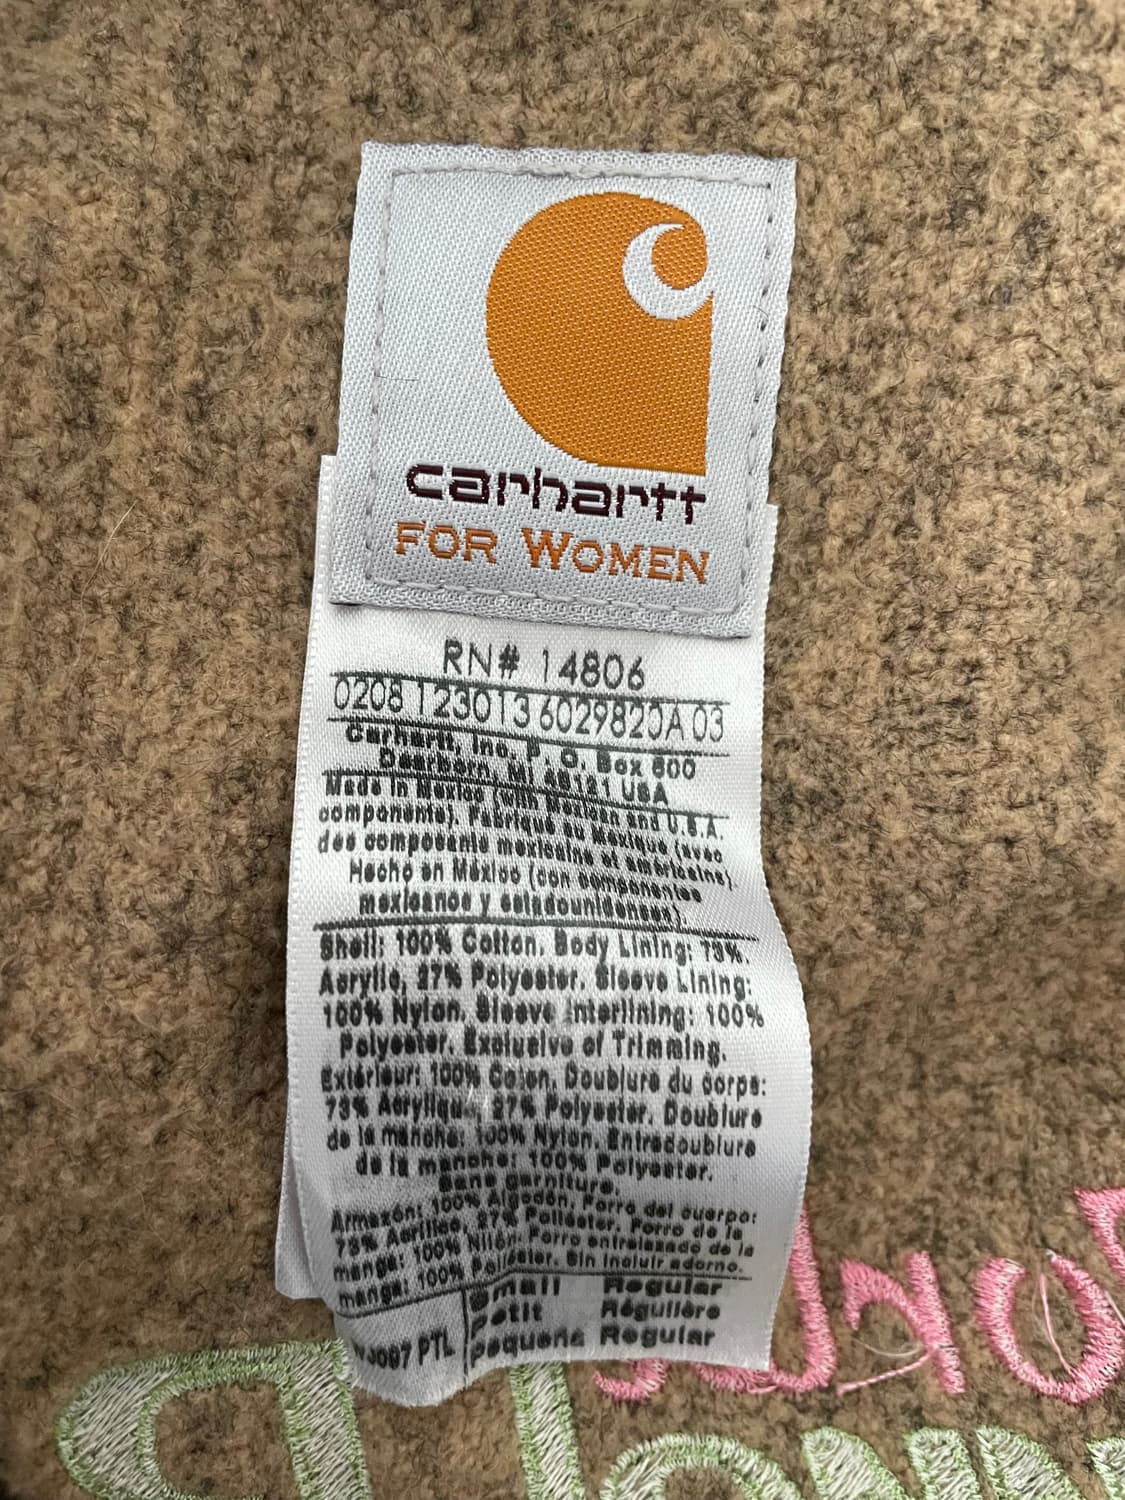 carhartt
FOR WOMEN
RN# 14806
0208 123013 6029820A 03
Carhartt, Inc. P. O. Box 600
Dearborn, MI 48121 USA
Made in Mexico (with Mexican and U.S.A.
components). Fabriqué au Mexique (avec
des composants mexicains et américains).
Hecho en México (con componentes
mexicanos y estadounidenses).
Shell: 100% Cotton. Body Lining: 73%
Acrylic, 27% Polyester. Sleeve Lining:
100% Nylon. Sleeve Interlining: 100%
Polyester. Exclusive of Trimming.
Extérieur: 100% Coton. Doublure du corps:
73% Acrylique, 27% Polyester. Doublure
de la manche: 100% Nylon. Entredoublure
de la manche: 100% Polyester.
Sans garniture.
Armazón: 100% Algodón. Forro del cuerpo:
73% Acrílico, 27% Poliéster. Forro de la
manga: 100% Nilón. Forro entrelazado de la
manga: 100% Poliéster. Sin incluir adorno.
Small Regular
Petit Régulière
PTL Pequeña Regular